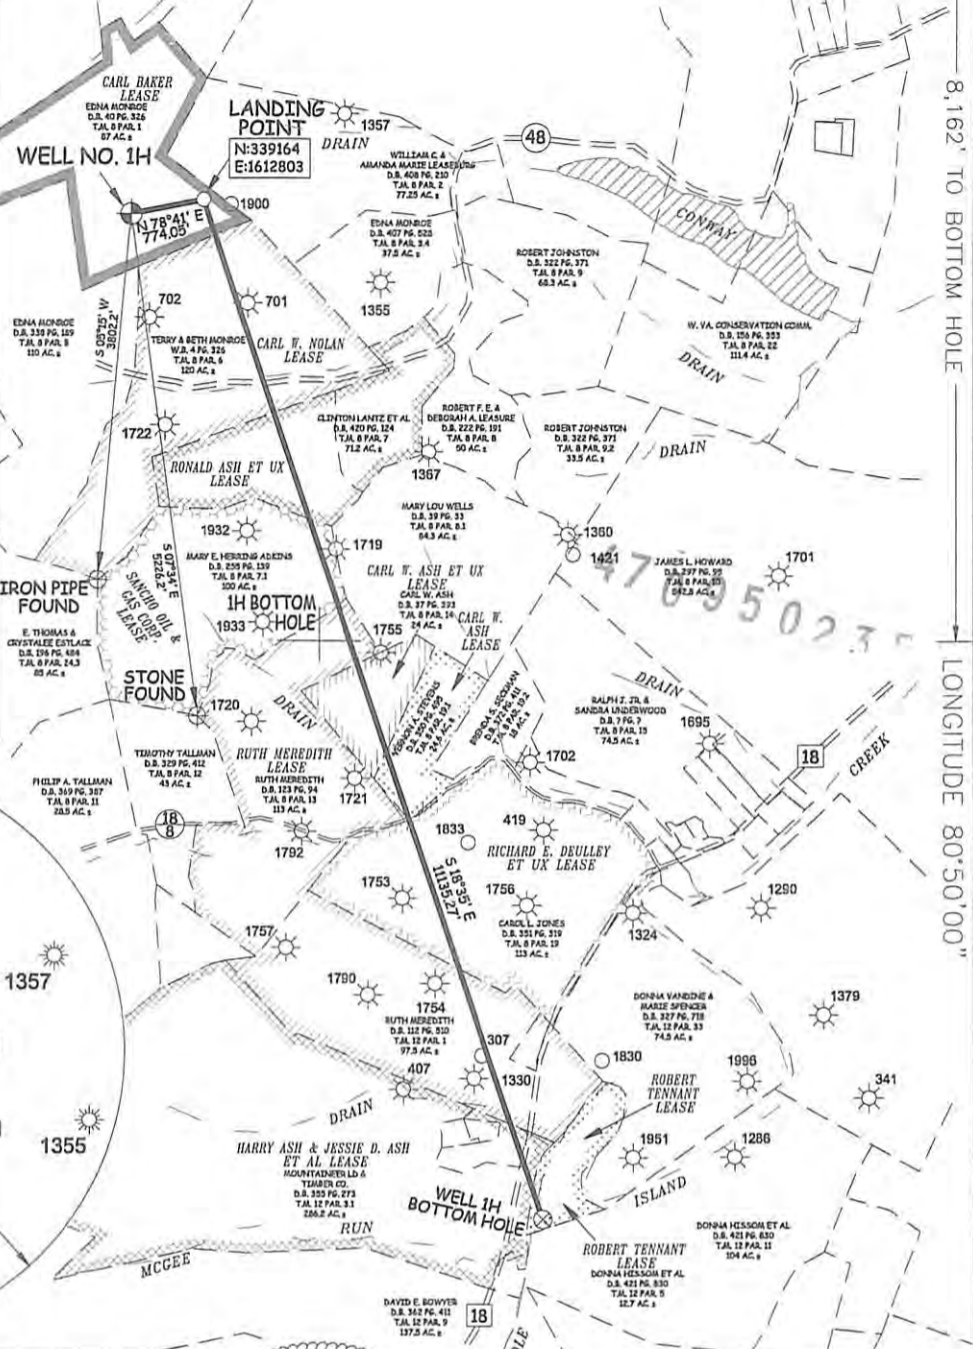 CARL BAKER
LEASE
EDNA MONROE
D.B. 40 PG. 326
T.M. 8 PAR. 1
87 AC.±
WELL NO. 1H
LANDING
POINT
N:339164
E:1612803
1357
DRAIN
48
WILLIAM C. &
AMANDA MARIE LEASEBURG
D.B. 408 PG. 210
T.M. 8 PAR. 2
77.25 AC.±
8,162' TO BOTTOM HOLE
1900
N 78°41' E
774.05'
EDNA MONROE
D.B. 407 PG. 523
T.M. 8 PAR. 3.4
37.5 AC.±
1355
CONWAY
ROBERT JOHNSTON
D.B. 322 PG. 371
T.M. 8 PAR. 9
68.3 AC.±
702
701
EDNA MONROE
D.B. 338 PG. 189
T.M. 8 PAR. 5
110 AC.±
S 05°15' W
3802.2'
TERRY & BETH MONROE
W.B. 4 PG. 326
T.M. 8 PAR. 6
120 AC.±
CARL W. NOLAN
LEASE
W. VA. CONSERVATION COMM.
D.B. 156 PG. 353
T.M. 8 PAR. 22
111.4 AC.±
DRAIN
1722
CLINTON LANTZ ET AL
D.B. 420 PG. 124
T.M. 8 PAR. 7
71.2 AC.±
ROBERT F. E. &
DEBORAH A. LEASURE
D.B. 222 PG. 191
T.M. 8 PAR. 8
50 AC.±
1367
ROBERT JOHNSTON
D.B. 322 PG. 371
T.M. 8 PAR. 9.2
33.5 AC.±
DRAIN
RONALD ASH ET UX
LEASE
MARY LOU WELLS
D.B. 39 PG. 33
T.M. 8 PAR. 8.1
64.3 AC.±
1932
1719
1360
1421
S 07°34' E
5226.2'
MARY E. HERRING ADKINS
D.B. 255 PG. 139
T.M. 8 PAR. 7.1
100 AC.±
CARL W. ASH ET UX
LEASE
CARL W. ASH
D.B. 37 PG. 393
T.M. 8 PAR. 14
24 AC.±
JAMES L. HOWARD
D.B. 297 PG. 95
T.M. 8 PAR. 10
1701
IRON PIPE
FOUND
SANCHO OIL &
GAS CORP.
LEASE
1H BOTTOM
HOLE
1933
1755
CARL W.
ASH
LEASE
E. THOMAS &
CRYSTALEE ESTLACK
D.B. 196 PG. 484
T.M. 8 PAR. 24.3
85 AC.±
STONE
FOUND
1720
DRAIN
DRAIN
RALPH J. JR. &
SANDRA UNDERWOOD
D.B. ? PG. ?
T.M. 8 PAR. 15
74.5 AC.±
1695
18
CREEK
LONGITUDE 80°50'00"
TIMOTHY TALLMAN
D.B. 329 PG. 412
T.M. 8 PAR. 12
43 AC.±
RUTH MEREDITH
LEASE
RUTH MEREDITH
D.B. 123 PG. 94
T.M. 8 PAR. 13
113 AC.±
1721
1702
PHILIP A. TALLMAN
D.B. 369 PG. 387
T.M. 8 PAR. 11
28.5 AC.±
18
8
1792
1833
419
RICHARD E. DEULLEY
ET UX LEASE
S 18°35' E
11135.27'
1753
1756
CAROL L. JONES
D.B. 351 PG. 319
T.M. 8 PAR. 19
113 AC.±
1324
1290
1757
1357
1790
1754
RUTH MEREDITH
D.B. 112 PG. 510
T.M. 12 PAR. 1
97.5 AC.±
DONNA VANDINE &
MARIE SPENCER
D.B. 327 PG. 718
T.M. 12 PAR. 33
74.5 AC.±
1379
307
407
1330
1830
1996
341
ROBERT
TENNANT
LEASE
DRAIN
1355
1951
1286
HARRY ASH & JESSIE D. ASH
ET AL LEASE
MOUNTAINEER LD &
TIMBER CO.
D.B. 355 PG. 273
T.M. 12 PAR. 3.1
286.2 AC.±
WELL 1H
BOTTOM HOLE
ISLAND
RUN
MCGEE
ROBERT TENNANT
LEASE
DONNA HISSOM ET AL
D.B. 421 PG. 830
T.M. 12 PAR. 5
12.7 AC.±
DONNA HISSOM ET AL
D.B. 421 PG. 830
T.M. 12 PAR. 11
104 AC.±
DAVID E. BOWYER
D.B. 362 PG. 411
T.M. 12 PAR. 9
137.5 AC.±
18